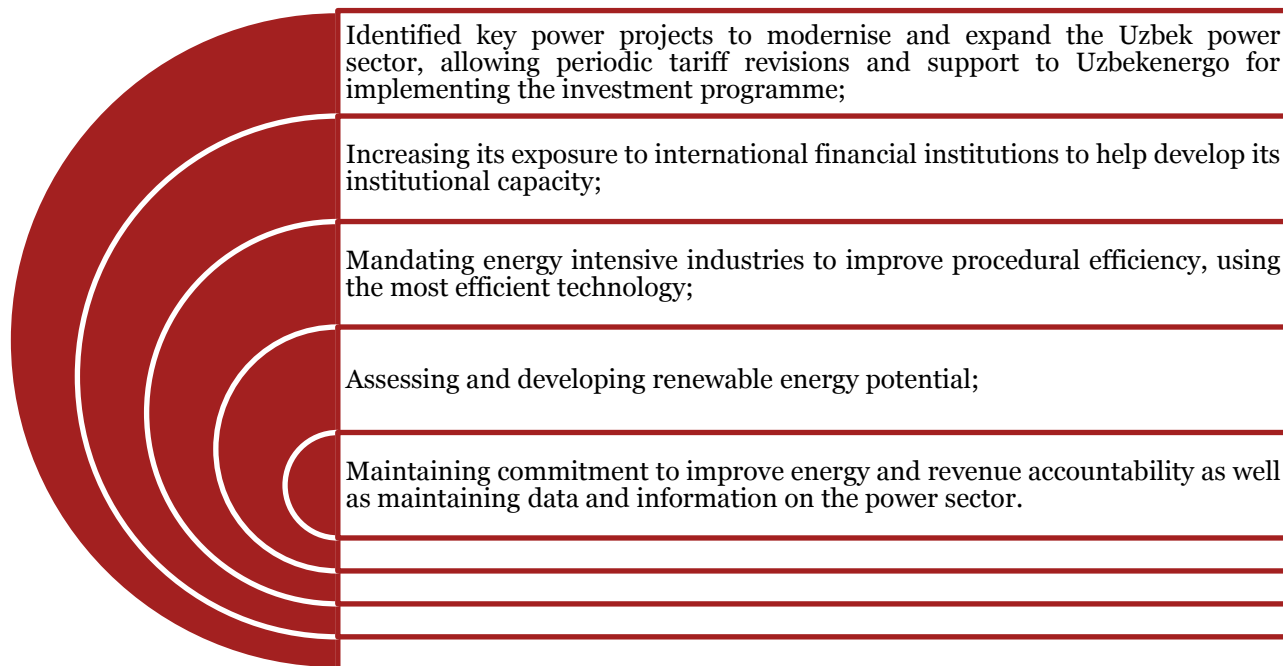 Identified key power projects to modernise and expand the Uzbek power
sector, allowing periodic tariff revisions and support to Uzbekenergo for
implementing the investment programme;
Increasing its exposure to international financial institutions to help develop its
institutional capacity;
Mandating energy intensive industries to improve procedural efficiency, using
the most efficient technology;
Assessing and developing renewable energy potential;
Maintaining commitment to improve energy and revenue accountability as well
as maintaining data and information on the power sector.